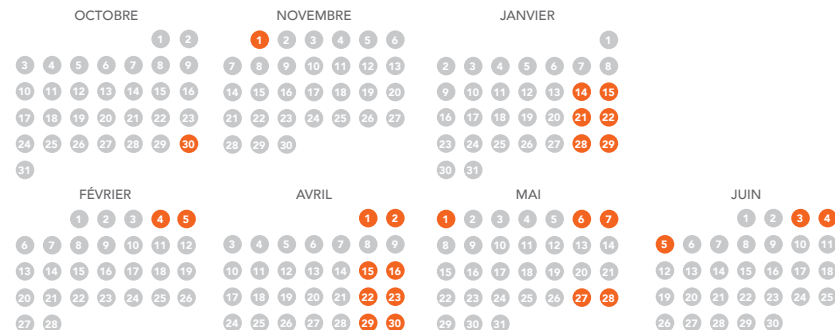 OCTOBRE NOVEMBRE JANVIER
1 2 1 2 3 4 5 6 1
3 4 5 6 7 8 9 7 8 9 10 11 12 13 2 3 4 5 6 7 8
10 11 12 13 14 15 16 14 15 16 17 18 19 20 9 10 11 12 13 14 15
17 18 19 20 21 22 23 21 22 23 24 25 26 27 16 17 18 19 20 21 22
24 25 26 27 28 29 30 28 29 30 23 24 25 26 27 28 29
31 30 31
FÉVRIER AVRIL MAI JUIN
1 2 3 4 5 1 2 1 2 3 4 5 6 7 1 2 3 4
6 7 8 9 10 11 12 3 4 5 6 7 8 9 8 9 10 11 12 13 14 5 6 7 8 9 10 11
13 14 15 16 17 18 19 10 11 12 13 14 15 16 15 16 17 18 19 20 21 12 13 14 15 16 17 18
20 21 22 23 24 25 26 17 18 19 20 21 22 23 22 23 24 25 26 27 28 19 20 21 22 23 24 25
27 28 24 25 26 27 28 29 30 29 30 31 26 27 28 29 30